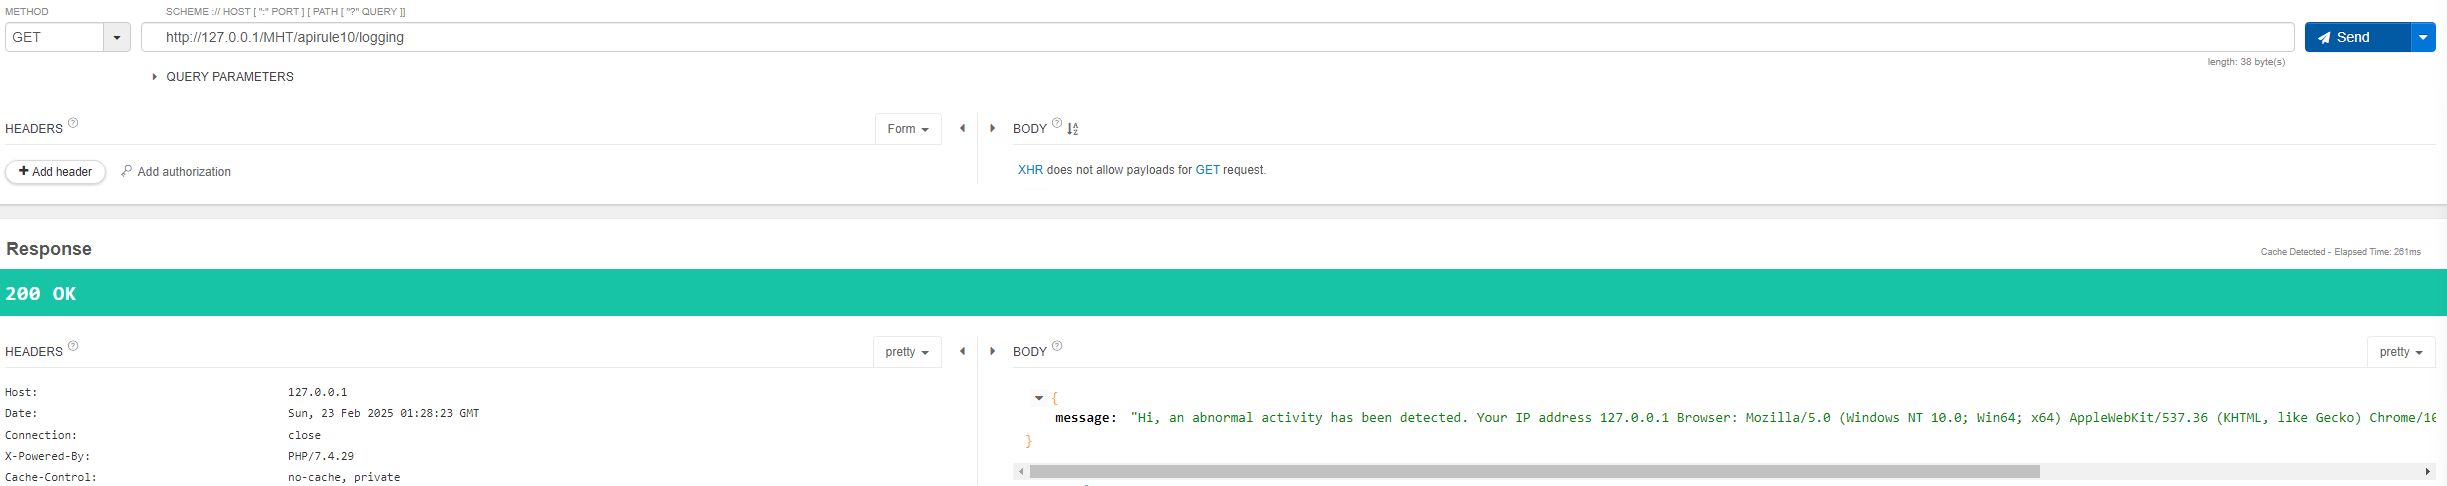 METHOD
SCHEME :// HOST [ ":" PORT ] [ PATH [ "?" QUERY ]]
GET
http://127.0.0.1/MHT/apirule10/logging
Send
length: 38 byte(s)
QUERY PARAMETERS
HEADERS ?
Form
BODY ?
Add header
Add authorization
XHR does not allow payloads for GET request.
Response
Cache Detected - Elapsed Time: 261ms
200 OK
HEADERS ?
pretty
BODY ?
pretty
Host: 127.0.0.1
Date: Sun, 23 Feb 2025 01:28:23 GMT
Connection: close
X-Powered-By: PHP/7.4.29
Cache-Control: no-cache, private
{
message: "Hi, an abnormal activity has been detected. Your IP address 127.0.0.1 Browser: Mozilla/5.0 (Windows NT 10.0; Win64; x64) AppleWebKit/537.36 (KHTML, like Gecko) Chrome/10
}